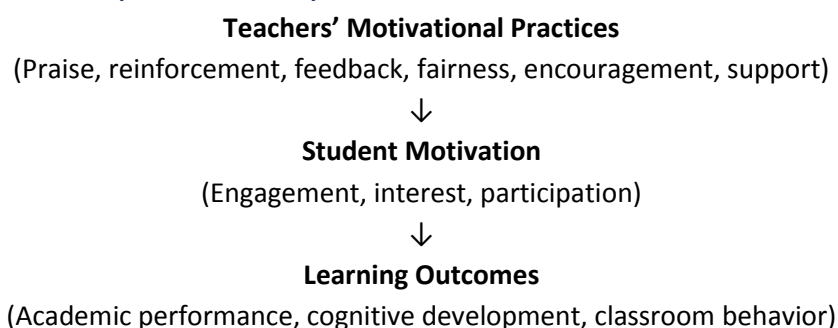 Teachers’ Motivational Practices
(Praise, reinforcement, feedback, fairness, encouragement, support)
↓
Student Motivation
(Engagement, interest, participation)
↓
Learning Outcomes
(Academic performance, cognitive development, classroom behavior)